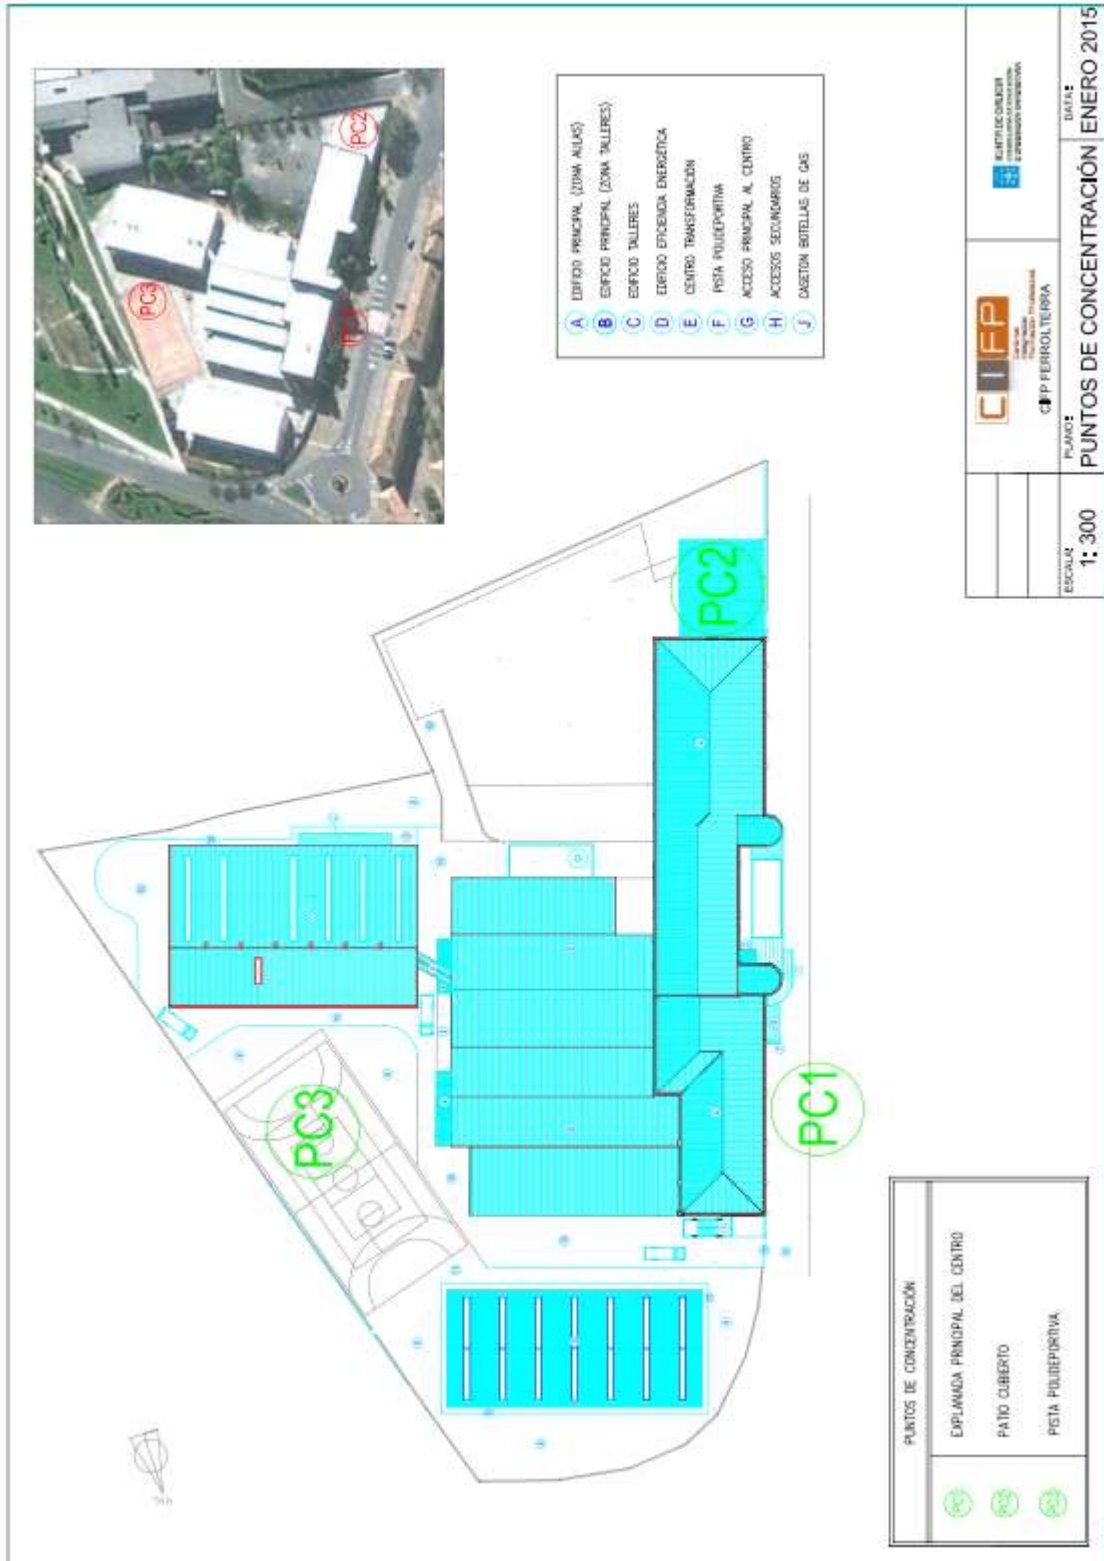 PC2
PC3
A EDIFICIO PRINCIPAL (ZONA AULAS)
B EDIFICIO PRINCIPAL (ZONA TALLERES)
C EDIFICIO TALLERES
D EDIFICIO EFICIENCIA ENERGÉTICA
E CENTRO TRANSFORMACIÓN
F PISTA POLIDEPORTIVA
G ACCESO PRINCIPAL AL CENTRO
H ACCESOS SECUNDARIOS
J CASETON BOTELLAS DE GAS
PC3
PC2
PC1
PUNTOS DE CONCENTRACIÓN
PC1 EXPLANADA PRINCIPAL DEL CENTRO
PC2 PATIO CUBIERTO
PC3 PISTA POLIDEPORTIVA
CIFP
CIFP FERROLTERRA
ESCALA:
1:300
PLANO:
PUNTOS DE CONCENTRACIÓN
DATA:
ENERO 2015